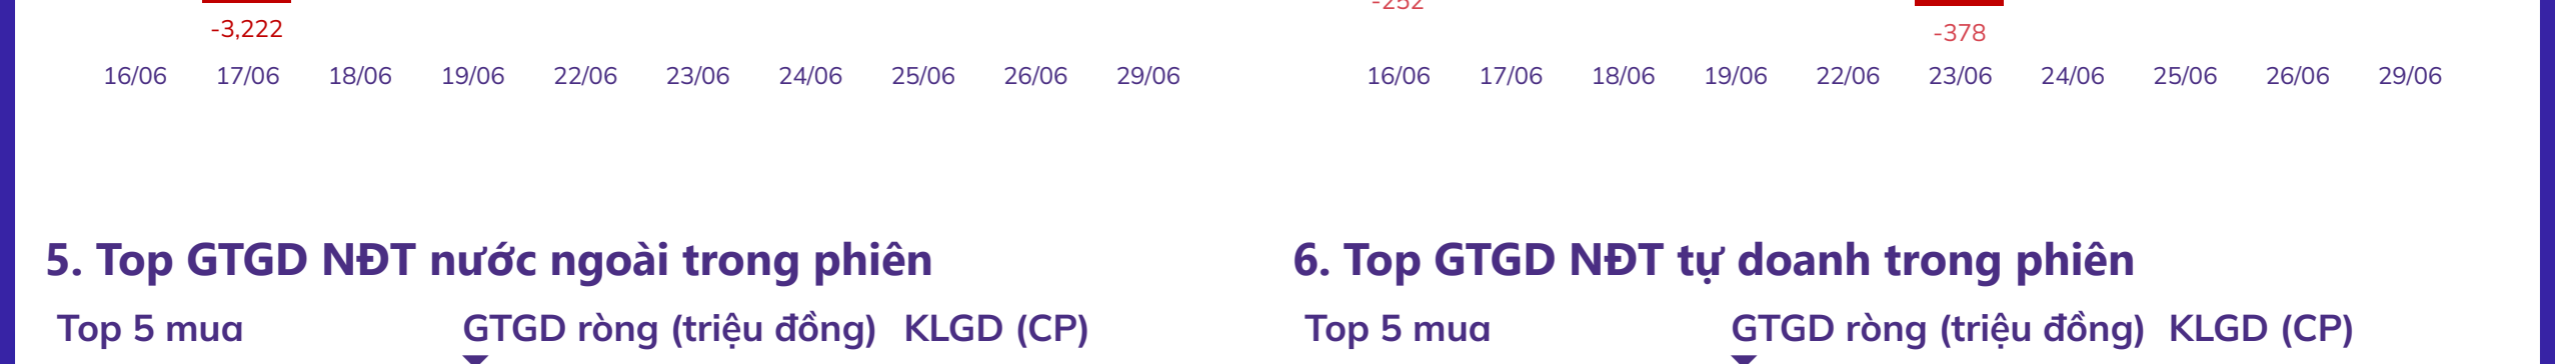 -3,222
16/06 17/06 18/06 19/06 22/06 23/06 24/06 25/06 26/06 29/06
-252
-378
16/06 17/06 18/06 19/06 22/06 23/06 24/06 25/06 26/06 29/06
5. Top GTGD NĐT nước ngoài trong phiên
Top 5 mua GTGD ròng (triệu đồng) KLGD (CP)
6. Top GTGD NĐT tự doanh trong phiên
Top 5 mua GTGD ròng (triệu đồng) KLGD (CP)